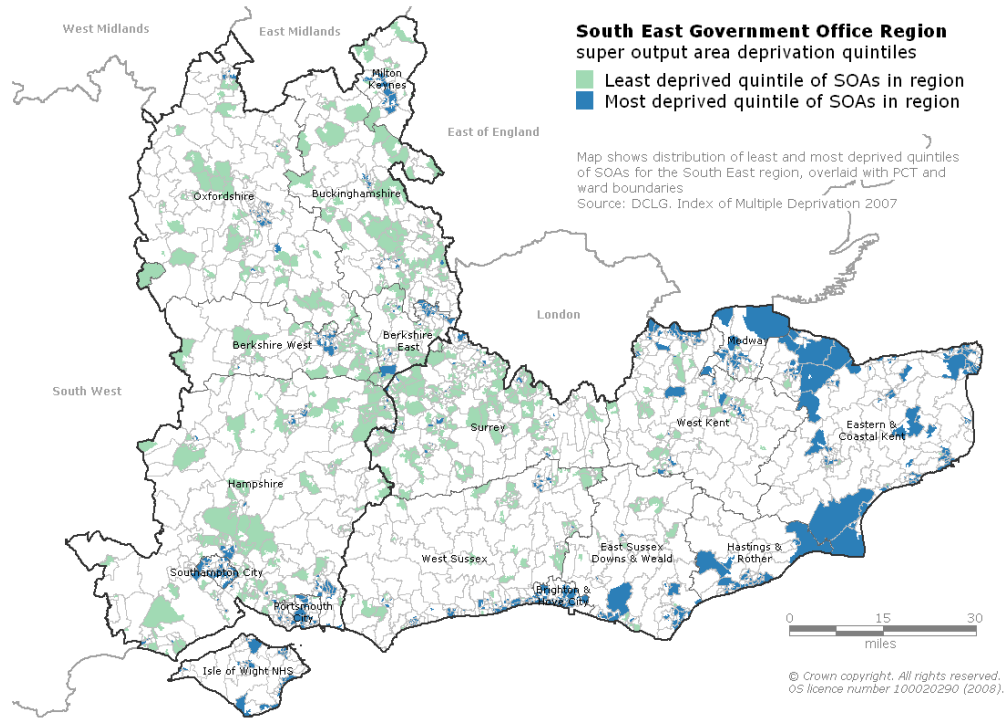 South East Government Office Region
super output area deprivation quintiles
Least deprived quintile of SOAs in region
Most deprived quintile of SOAs in region
Map shows distribution of least and most deprived quintiles
of SOAs for the South East region, overlaid with PCT and
ward boundaries
Source: DCLG. Index of Multiple Deprivation 2007
West Midlands
East Midlands
Milton
Keynes
East of England
Oxfordshire
Buckinghamshire
London
Berkshire West
Berkshire
East
Medway
South West
Surrey
West Kent
Eastern &
Coastal Kent
Hampshire
West Sussex
East Sussex
Downs & Weald
Hastings &
Rother
Southampton City
Portsmouth
City
Brighton &
Hove City
Isle of Wight NHS
0 15 30
miles
© Crown copyright. All rights reserved.
OS licence number 100020290 (2008).